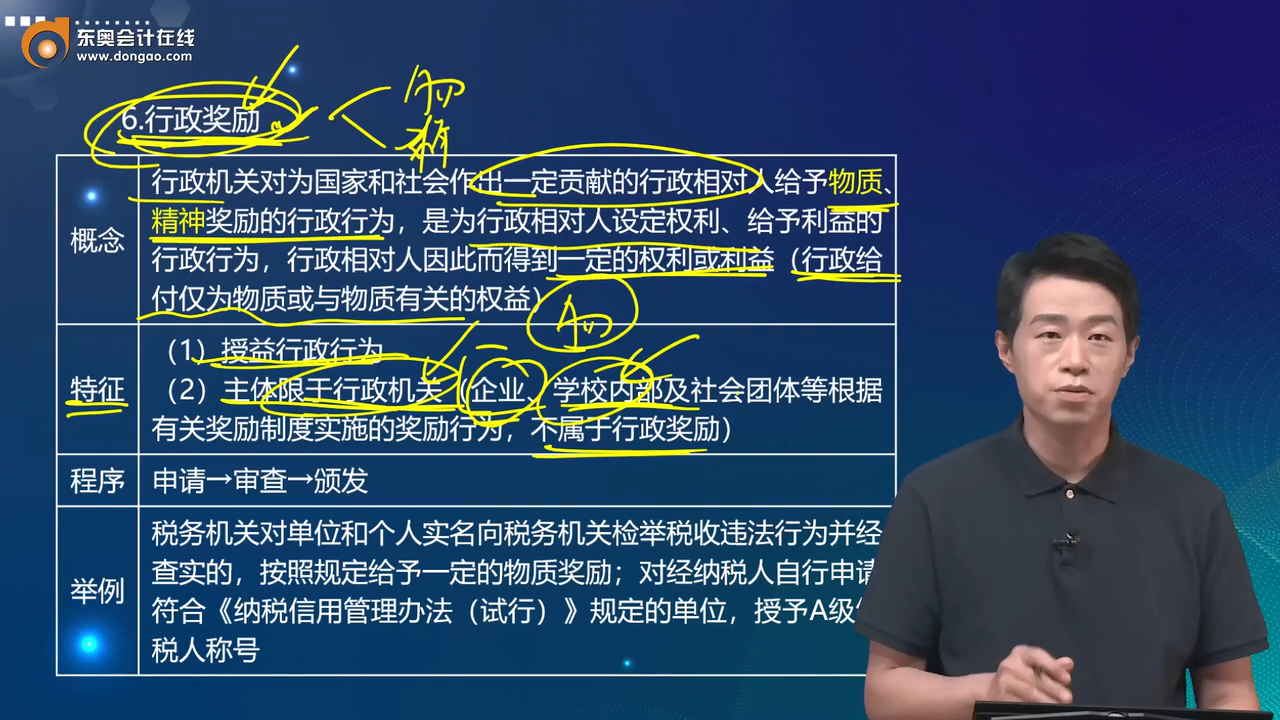 东奥会计在线
www.dongao.com
6.行政奖励
概念
行政机关对为国家和社会作出一定贡献的行政相对人给予物质、
精神奖励的行政行为，是为行政相对人设定权利、给予利益的
行政行为，行政相对人因此而得到一定的权利或利益（行政给
付仅为物质或与物质有关的权益）
特征
（1）授益行政行为
（2）主体限于行政机关（企业、学校内部及社会团体等根据
有关奖励制度实施的奖励行为，不属于行政奖励）
程序
申请→审查→颁发
举例
税务机关对单位和个人实名向税务机关检举税收违法行为并经
查实的，按照规定给予一定的物质奖励；对经纳税人自行申请
符合《纳税信用管理办法（试行）》规定的单位，授予A级
税人称号